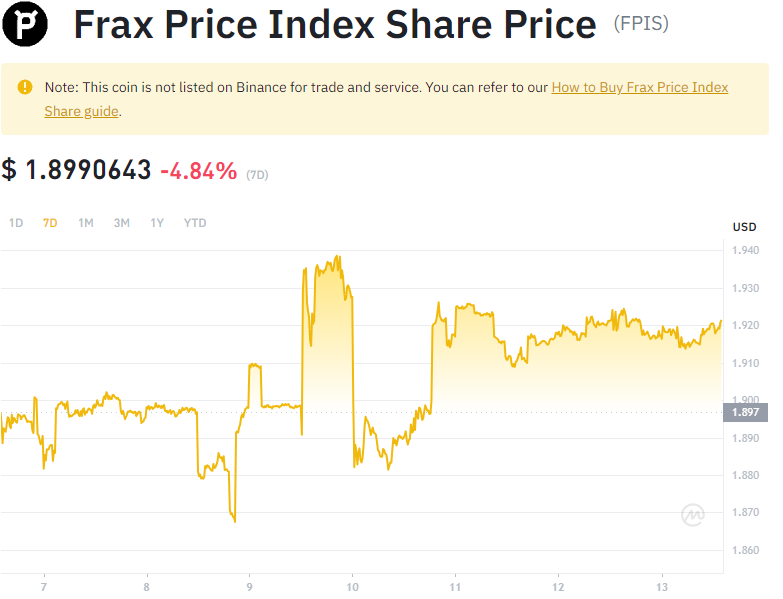 Frax Price Index Share Price (FPIS)
Note: This coin is not listed on Binance for trade and service. You can refer to our How to Buy Frax Price Index
Share guide.
$ 1.8990643 -4.84% (7D)
1D 7D 1M 3M 1Y YTD
USD
1.940
1.930
1.920
1.910
1.900
1.897
1.890
1.880
1.870
1.860
7 8 9 10 11 12 13